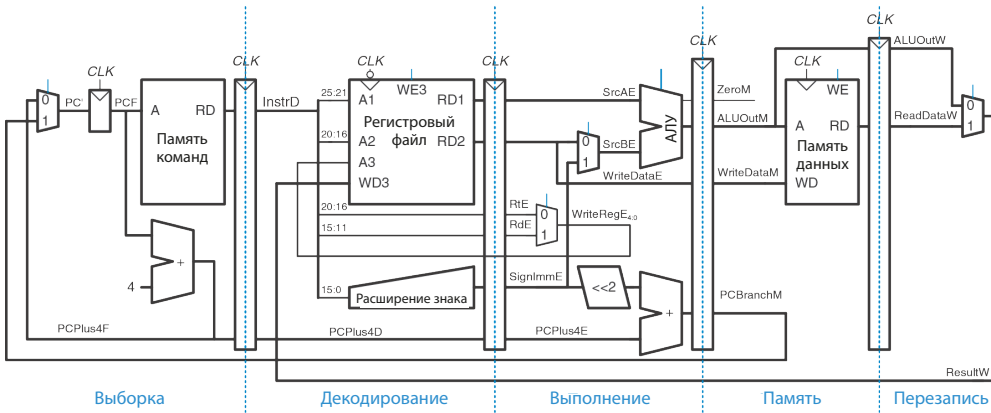 CLK
CLK
CLK
CLK
CLK
CLK
CLK
CLK
ALUOutW
0
1
PC'
PCF
A
RD
Память
команд
InstrD
25:21
20:16
A1
A2
A3
WD3
WE3
RD1
RD2
Регистровый
файл
SrcAE
0
1
SrcBE
АЛУ
ZeroM
ALUOutM
WriteDataE
WriteDataM
A
RD
WE
Память
данных
WD
ReadDataW
0
1
20:16
15:11
RtE
RdE
0
1
WriteRegE4:0
+
4
15:0
Расширение знака
SignImmE
<<2
+
PCBranchM
PCPlus4F
PCPlus4D
PCPlus4E
ResultW
Выборка
Декодирование
Выполнение
Память
Перезапись